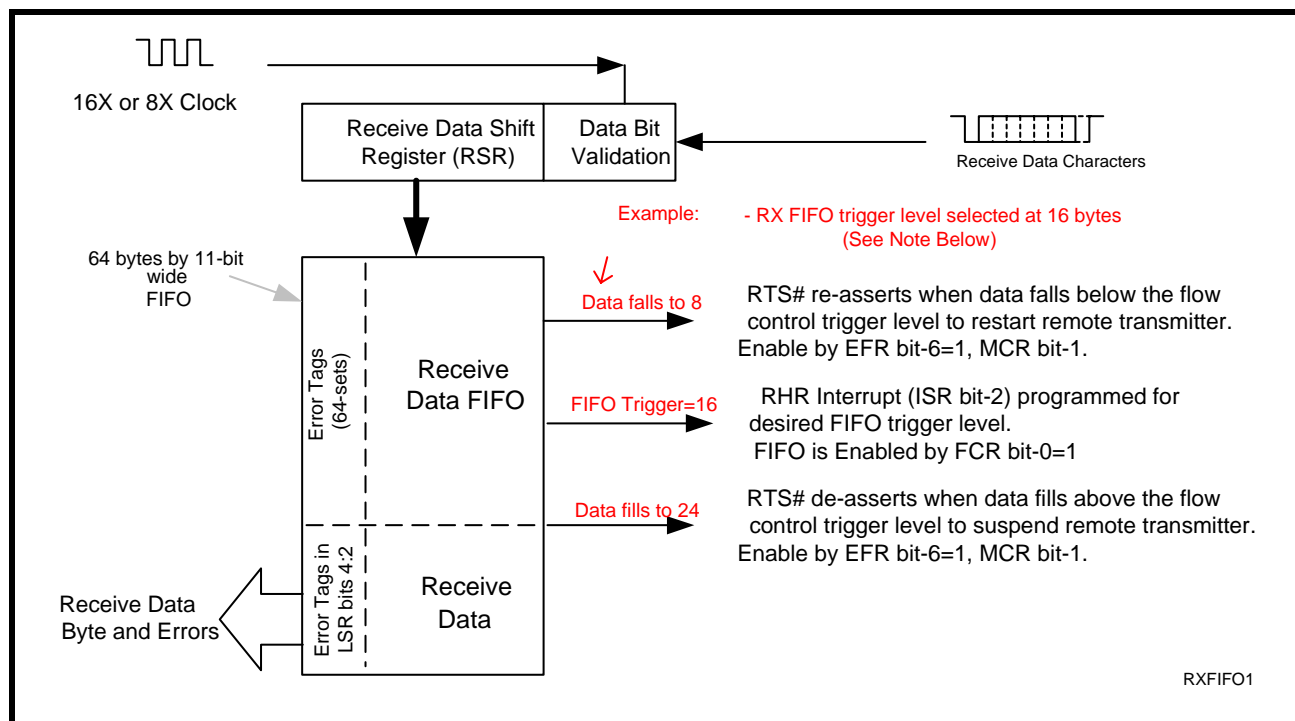 16X or 8X Clock
Receive Data Shift
Register (RSR)
Data Bit
Validation
Receive Data Characters
Example:
- RX FIFO trigger level selected at 16 bytes
(See Note Below)
64 bytes by 11-bit
wide
FIFO
Error Tags
(64-sets)
Receive
Data FIFO
Data falls to 8
RTS# re-asserts when data falls below the flow
control trigger level to restart remote transmitter.
Enable by EFR bit-6=1, MCR bit-1.
FIFO Trigger=16
RHR Interrupt (ISR bit-2) programmed for
desired FIFO trigger level.
FIFO is Enabled by FCR bit-0=1
Data fills to 24
RTS# de-asserts when data fills above the flow
control trigger level to suspend remote transmitter.
Enable by EFR bit-6=1, MCR bit-1.
Error Tags in
LSR bits 4:2
Receive
Data
Receive Data
Byte and Errors
RXFIFO1